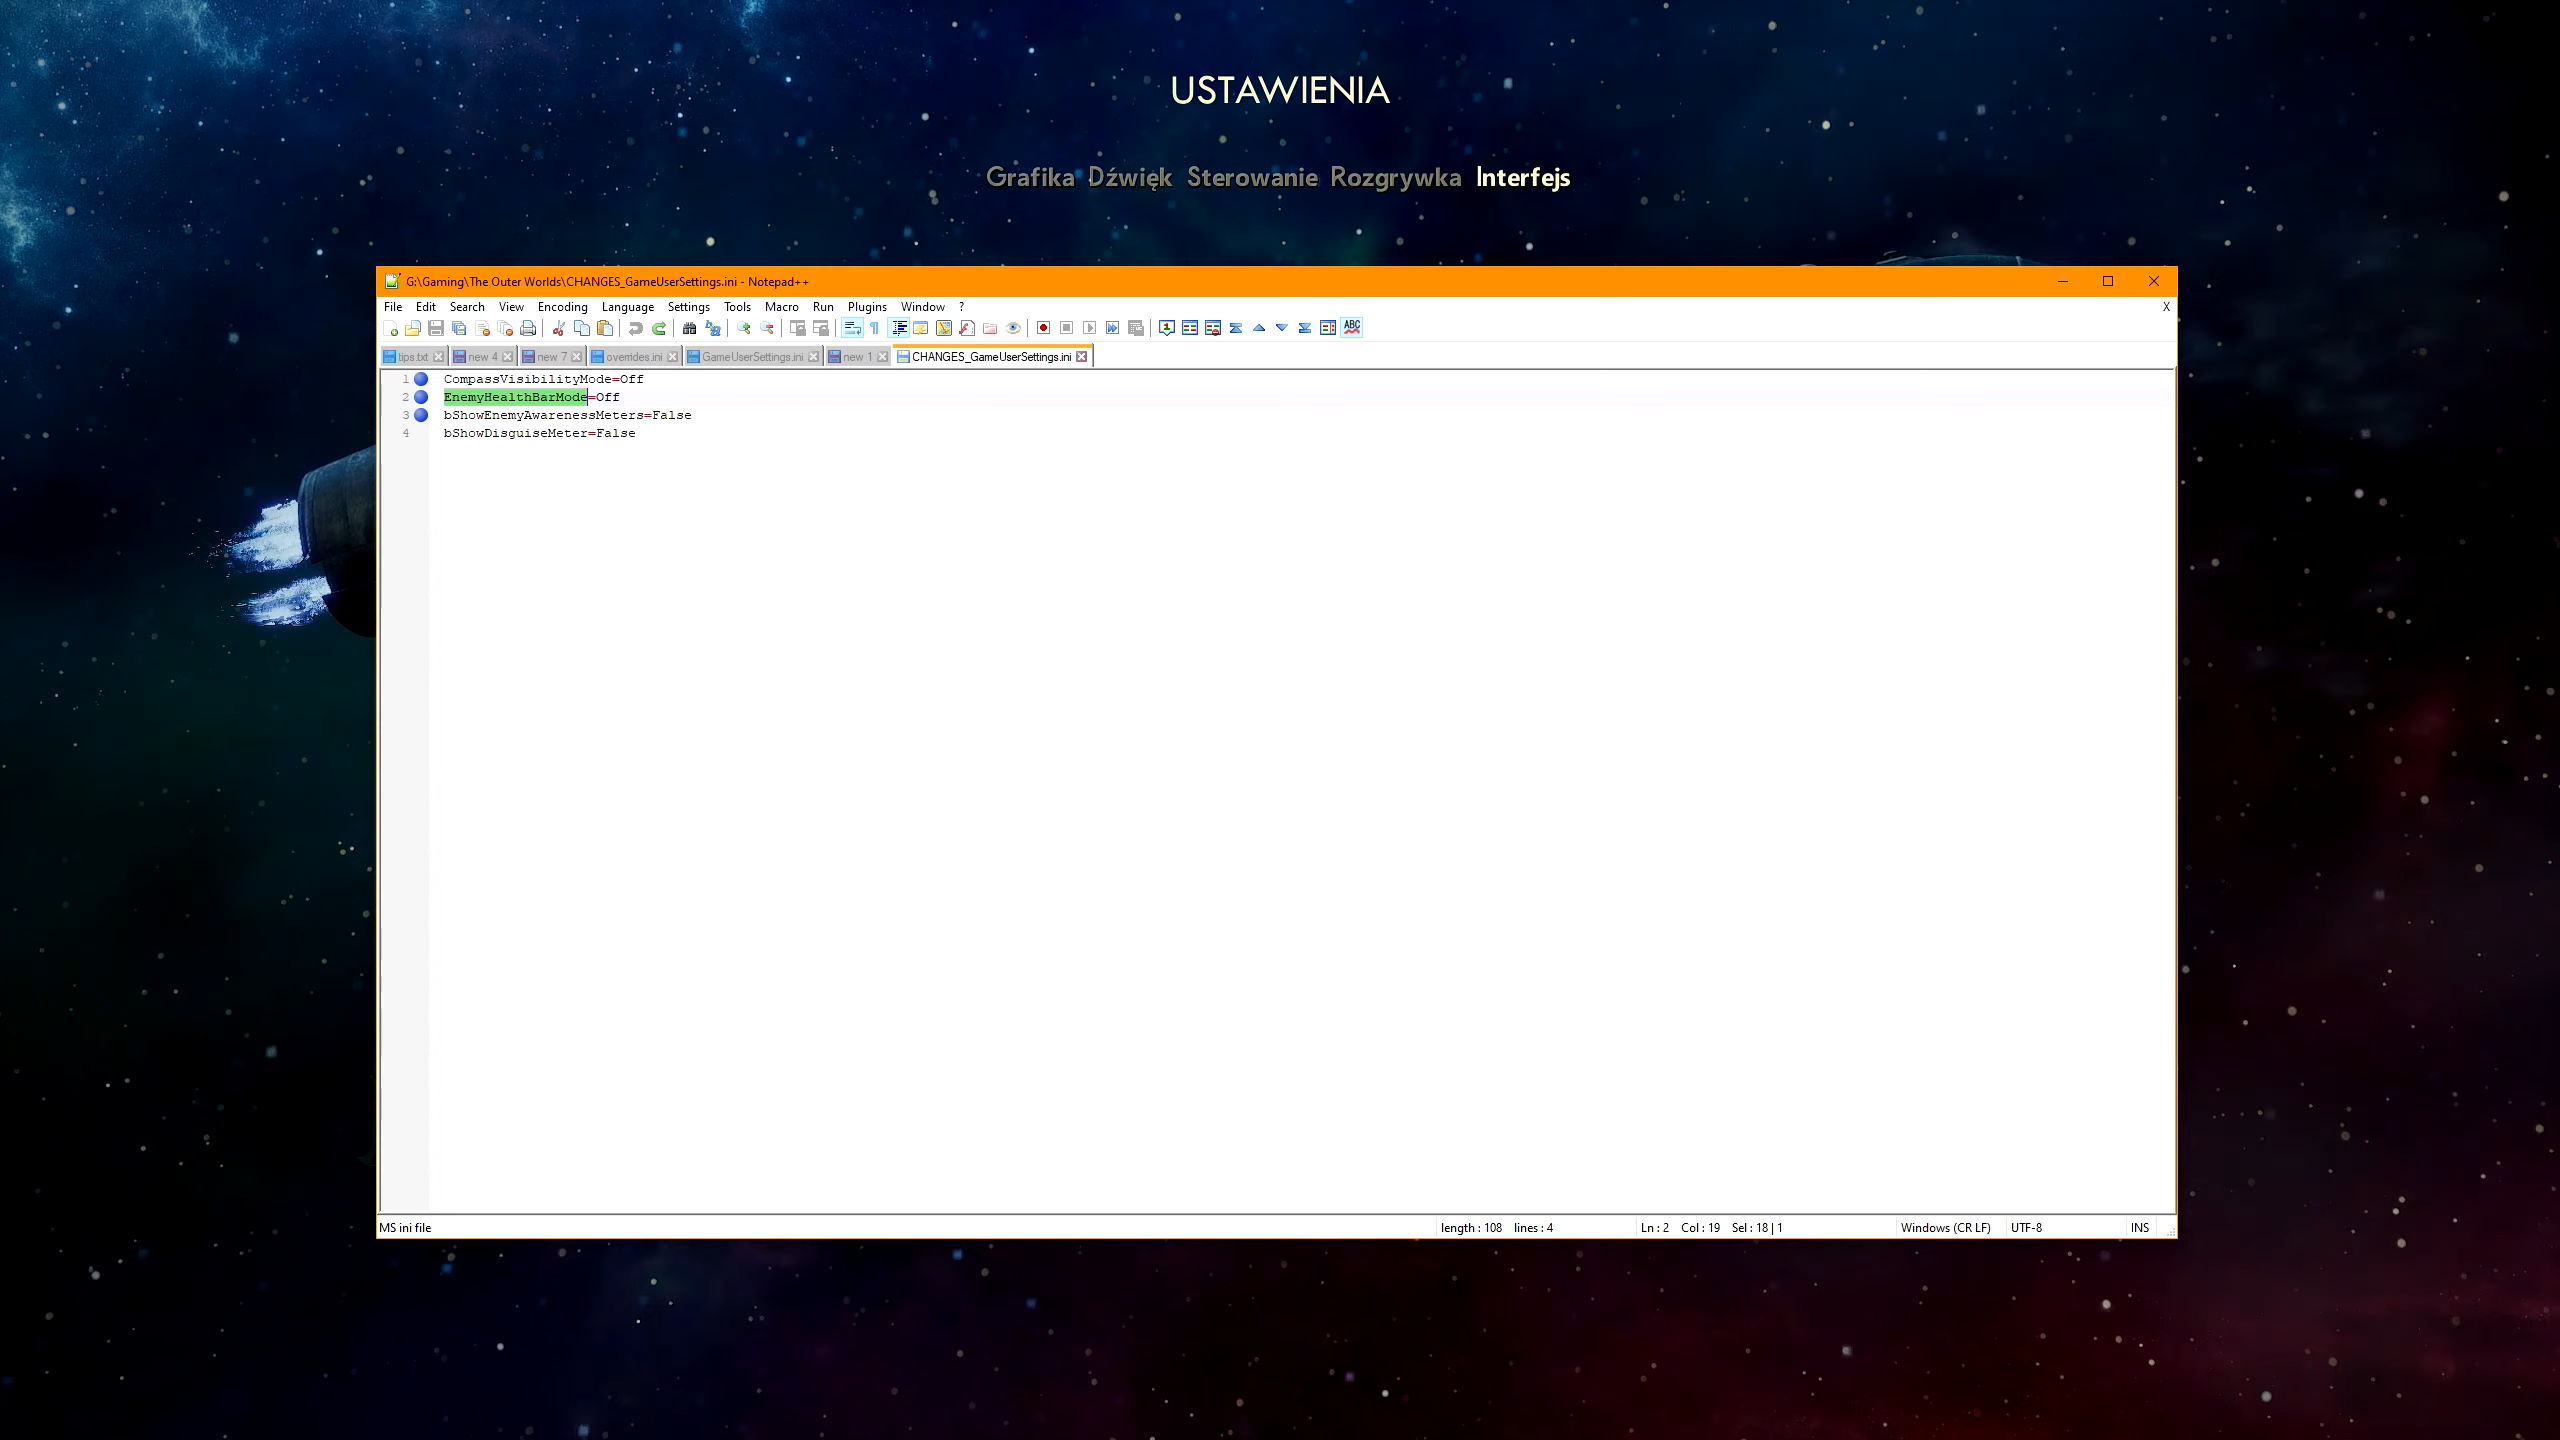 USTAWIENIA
Grafika Dźwięk Sterowanie Rozgrywka Interfejs
G:\Gaming\The Outer Worlds\CHANGES_GameUserSettings.ini - Notepad++
File Edit Search View Encoding Language Settings Tools Macro Run Plugins Window ? X
tips.txt new 4 new 7 overrides.ini GameUserSettings.ini new 1 CHANGES_GameUserSettings.ini
1 CompassVisibilityMode=Off
2 EnemyHealthBarMode=Off
3 bShowEnemyAwarenessMeters=False
4 bShowDisguiseMeter=False
MS ini file length : 108 lines : 4 Ln : 2 Col : 19 Sel : 18 | 1 Windows (CR LF) UTF-8 INS